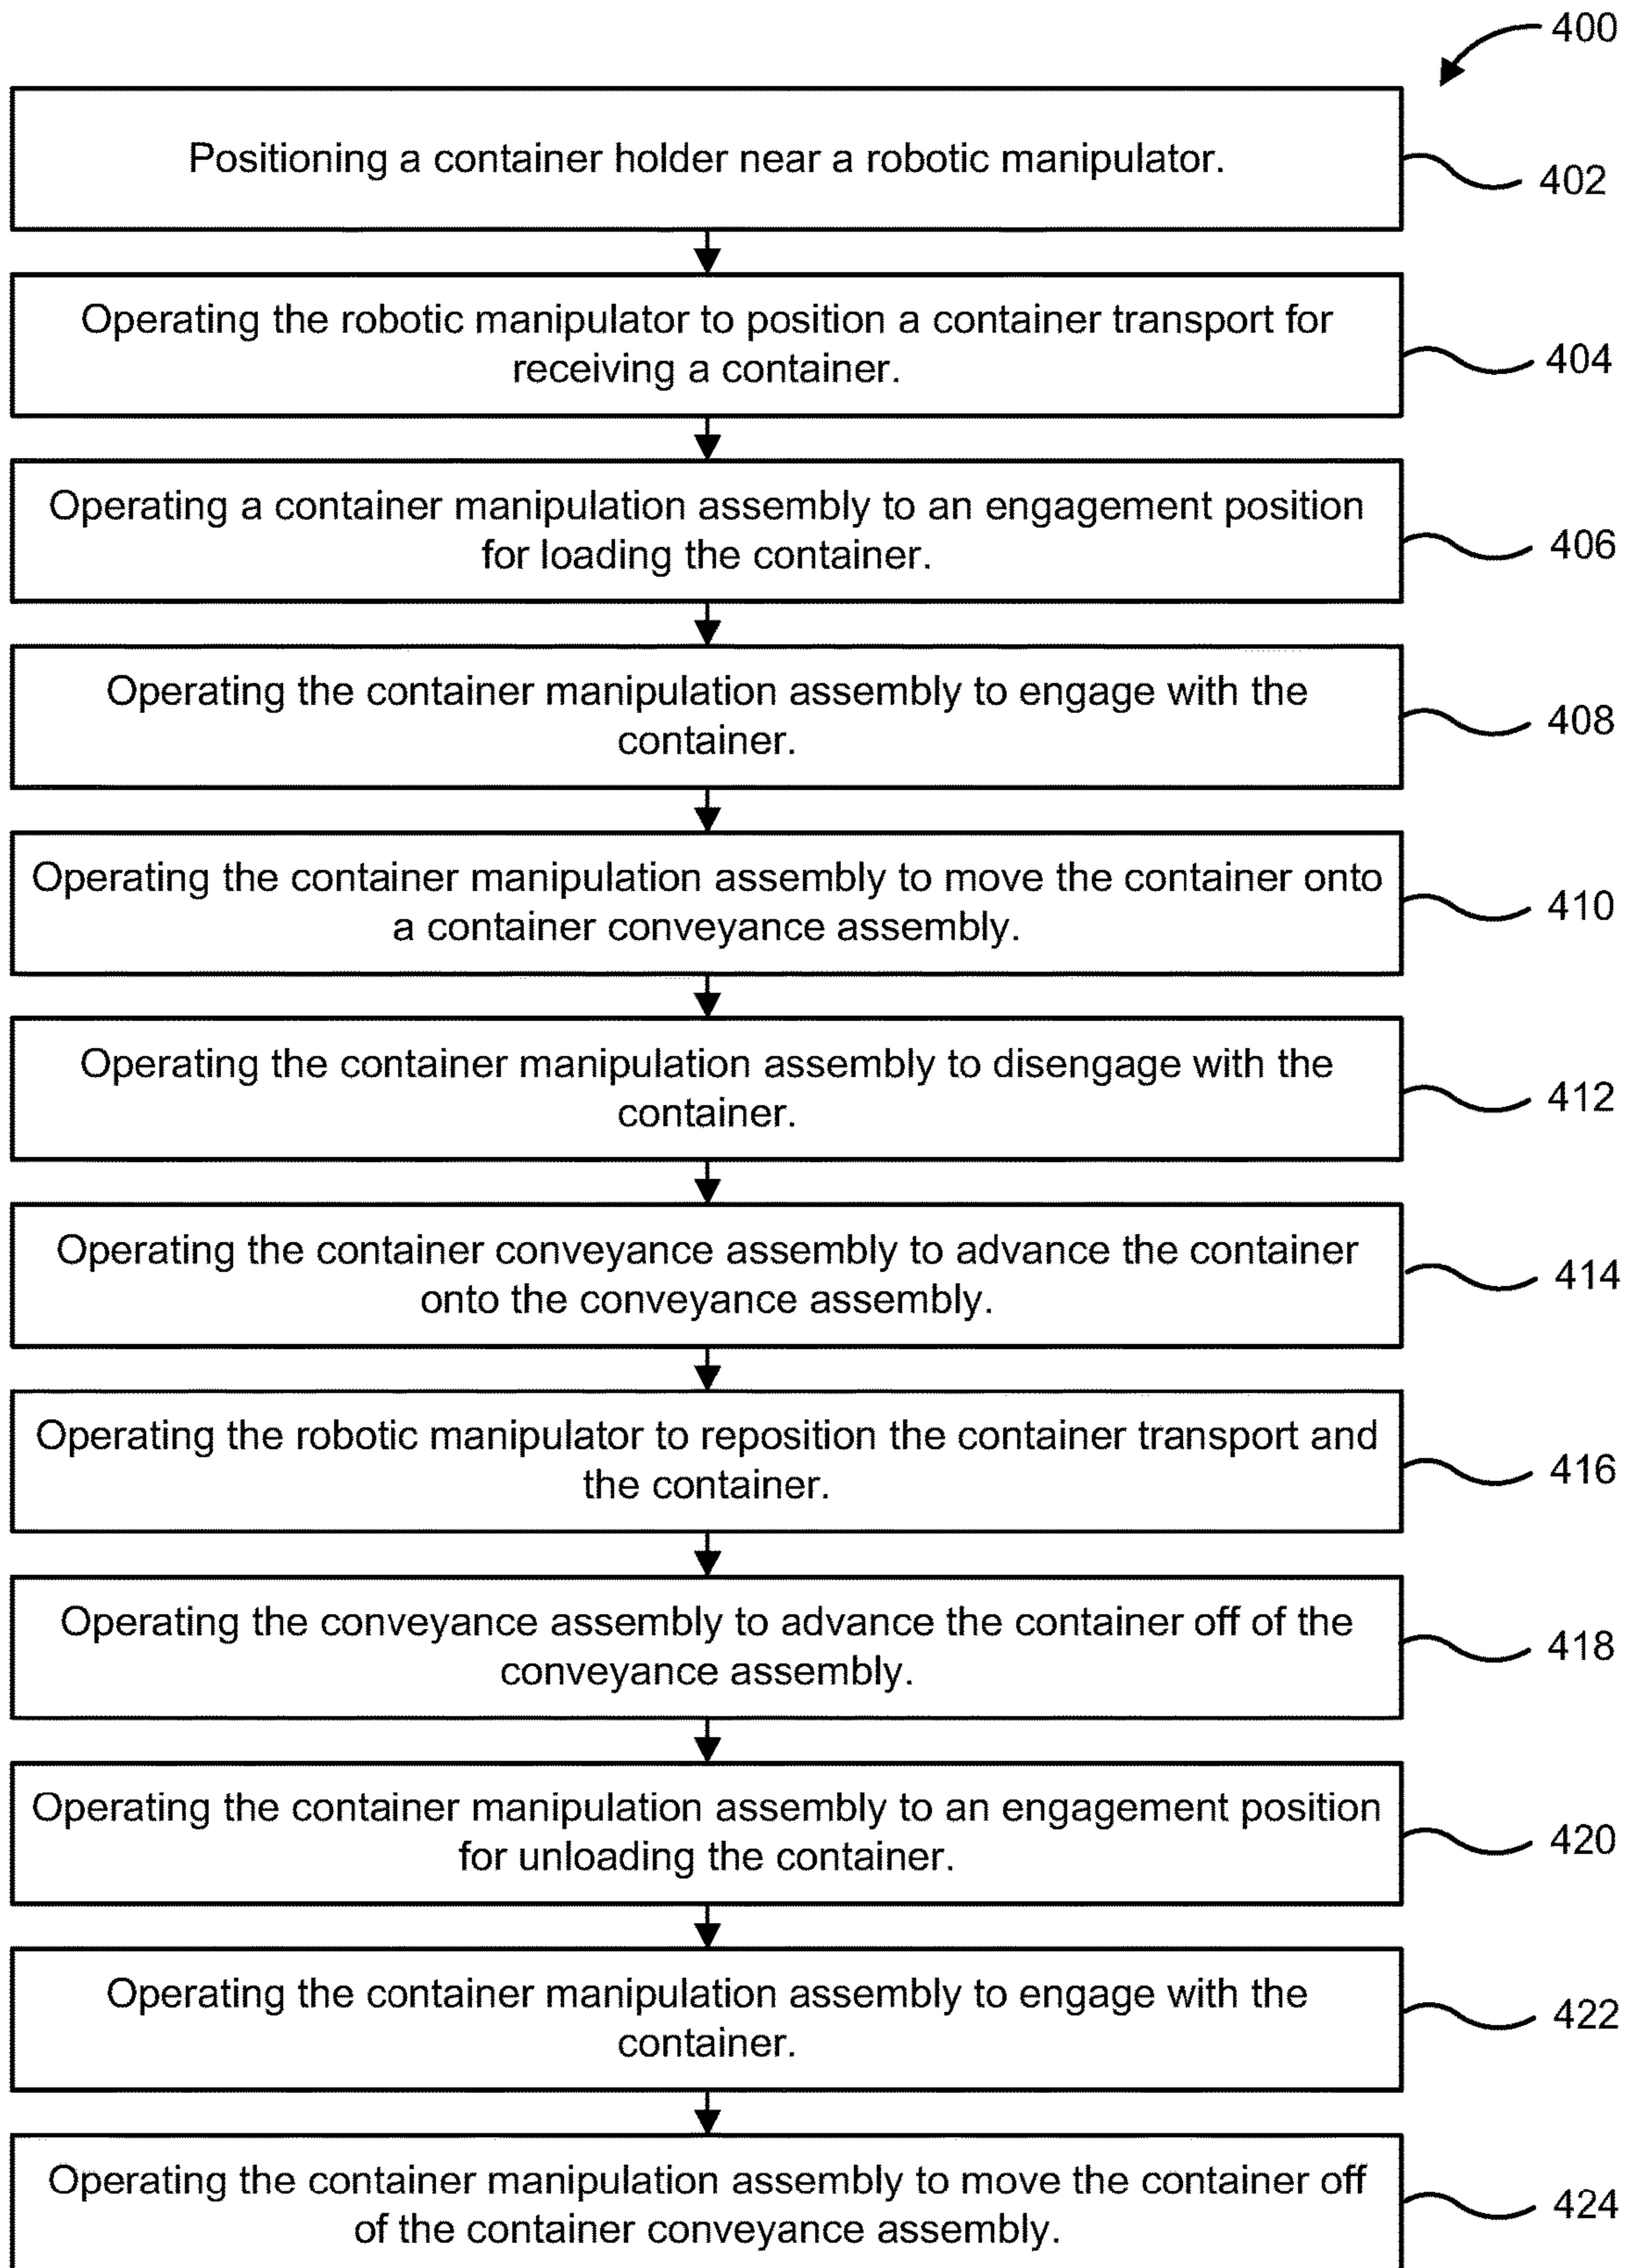 400
Positioning a container holder near a robotic manipulator.
402
Operating the robotic manipulator to position a container transport for
receiving a container.
404
Operating a container manipulation assembly to an engagement position
for loading the container.
406
Operating the container manipulation assembly to engage with the
container.
408
Operating the container manipulation assembly to move the container onto
a container conveyance assembly.
410
Operating the container manipulation assembly to disengage with the
container.
412
Operating the container conveyance assembly to advance the container
onto the conveyance assembly.
414
Operating the robotic manipulator to reposition the container transport and
the container.
416
Operating the conveyance assembly to advance the container off of the
conveyance assembly.
418
Operating the container manipulation assembly to an engagement position
for unloading the container.
420
Operating the container manipulation assembly to engage with the
container.
422
Operating the container manipulation assembly to move the container off
of the container conveyance assembly.
424